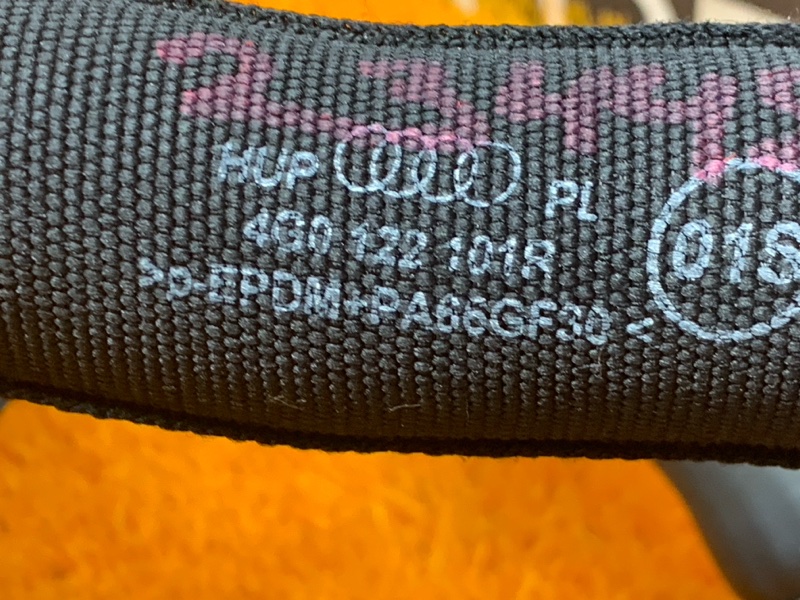 HUP
PL
4G0 122 101R
>p-EPDM+PA66GF30<
01S